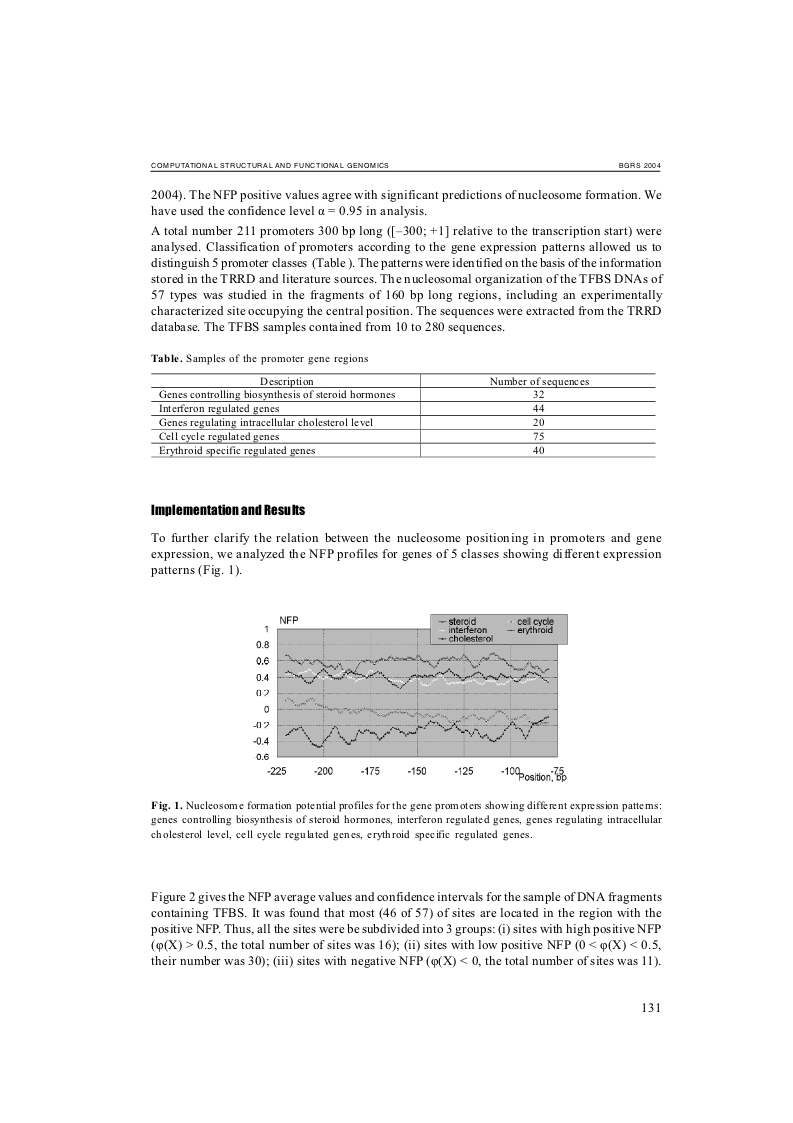 COMPUTATIONAL STRUCTURAL AND FUNCTIONAL GENOMICS BGRS 2004
2004). The NFP positive values agree with significant predictions of nucleosome formation. We
have used the confidence level α = 0.95 in analysis.
A total number 211 promoters 300 bp long ([–300; +1] relative to the transcription start) were
analysed. Classification of promoters according to the gene expression patterns allowed us to
distinguish 5 promoter classes (Table ). The patterns were identified on the basis of the information
stored in the TRRD and literature sources. The nucleosomal organization of the TFBS DNAs of
57 types was studied in the fragments of 160 bp long regions, including an experimentally
characterized site occupying the central position. The sequences were extracted from the TRRD
database. The TFBS samples contained from 10 to 280 sequences.
Table. Samples of the promoter gene regions
Description Number of sequences
Genes controlling biosynthesis of steroid hormones 32
Interferon regulated genes 44
Genes regulating intracellular cholesterol level 20
Cell cycle regulated genes 75
Erythroid specific regulated genes 40
Implementation and Results
To further clarify the relation between the nucleosome positioning in promoters and gene
expression, we analyzed the NFP profiles for genes of 5 classes showing different expression
patterns (Fig. 1).
NFP
steroid cell cycle
interferon erythroid
cholesterol
1
0.8
0.6
0.4
0.2
0
-0.2
-0.4
-0.6
-225 -200 -175 -150 -125 -100 -75
Position, bp
Fig. 1. Nucleosome formation potential profiles for the gene promoters showing different expression patterns:
genes controlling biosynthesis of steroid hormones, interferon regulated genes, genes regulating intracellular
cholesterol level, cell cycle regulated genes, erythroid specific regulated genes.
Figure 2 gives the NFP average values and confidence intervals for the sample of DNA fragments
containing TFBS. It was found that most (46 of 57) of sites are located in the region with the
positive NFP. Thus, all the sites were be subdivided into 3 groups: (i) sites with high positive NFP
(φ(X) > 0.5, the total number of sites was 16); (ii) sites with low positive NFP (0 < φ(X) < 0.5,
their number was 30); (iii) sites with negative NFP (φ(X) < 0, the total number of sites was 11).
131